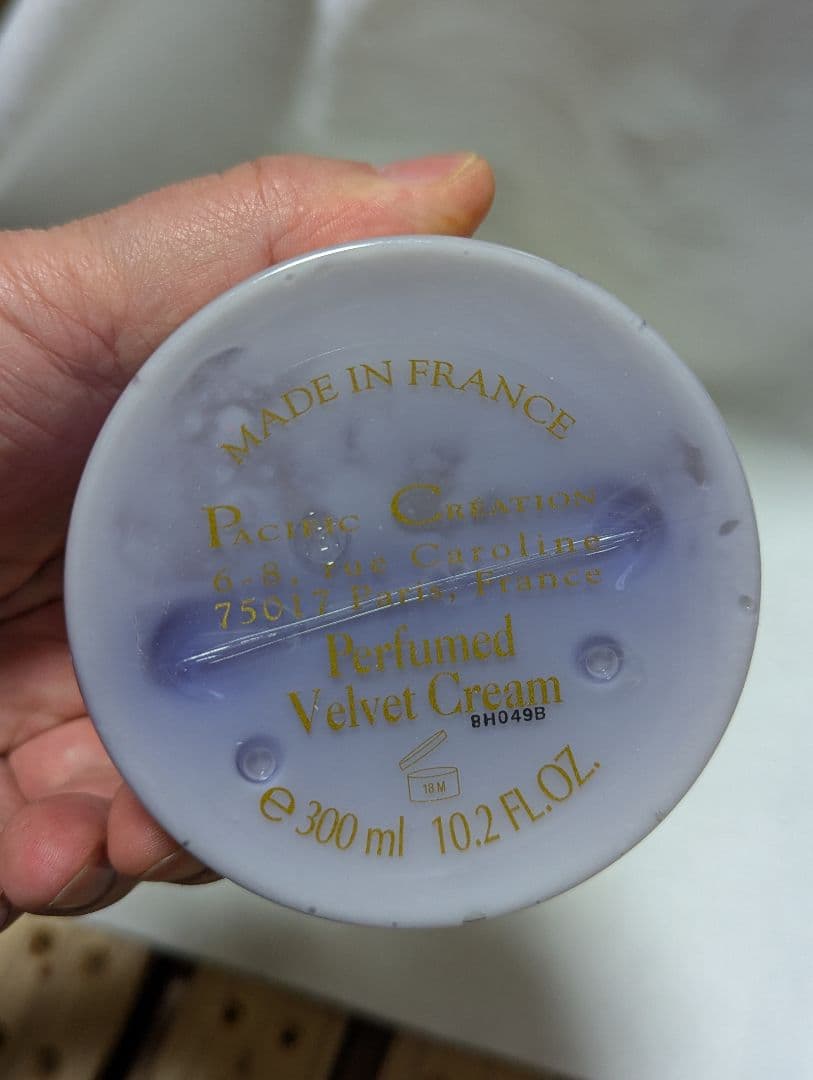 MADE IN FRANCE
PACIFIC CRÉATION
6-8, rue Caroline
75017 Paris, France
Perfumed
Velvet Cream
8H049B
18 M
e 300 ml 10.2 FL.OZ.